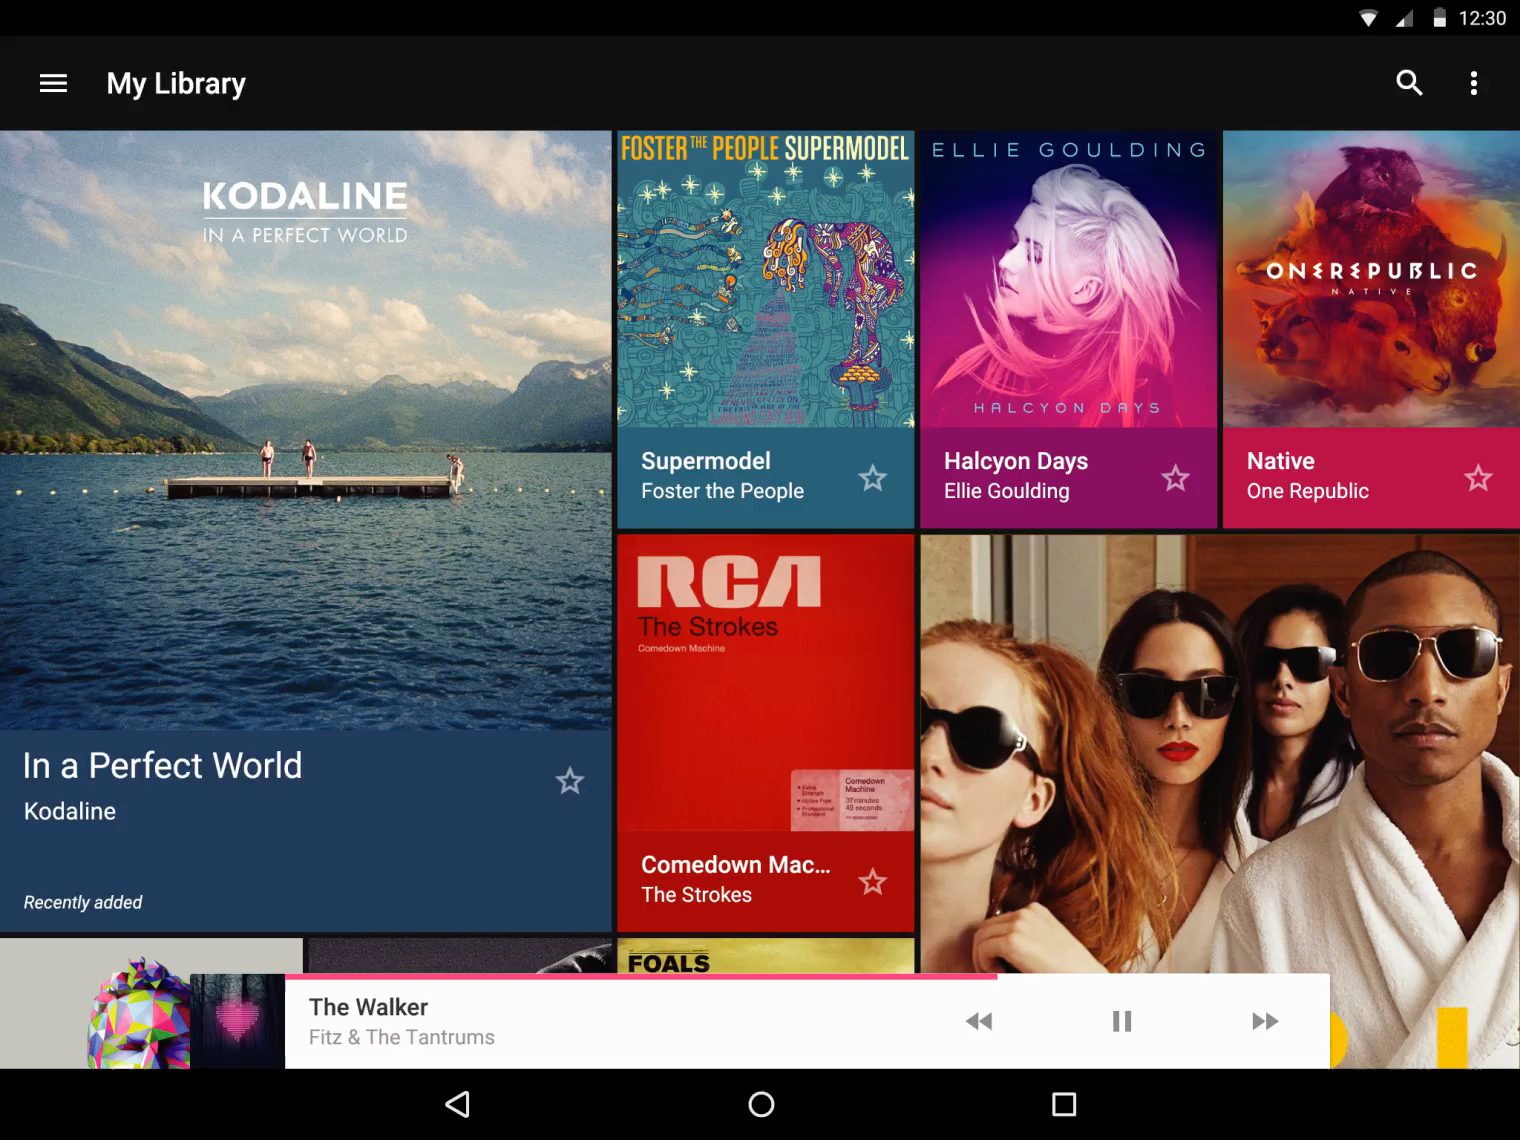 12:30
My Library
KODALINE
IN A PERFECT WORLD
In a Perfect World
Kodaline
Recently added
FOSTER THE PEOPLE SUPERMODEL
Supermodel
Foster the People
ELLIE GOULDING
HALCYON DAYS
Halcyon Days
Ellie Goulding
ONEREPUBLIC
NATIVE
Native
One Republic
RCA
The Strokes
Comedown Machine
Extra
Strength
Comedown
Machine
37 minutes
49 seconds
Comedown Mac...
The Strokes
FOALS
The Walker
Fitz & The Tantrums